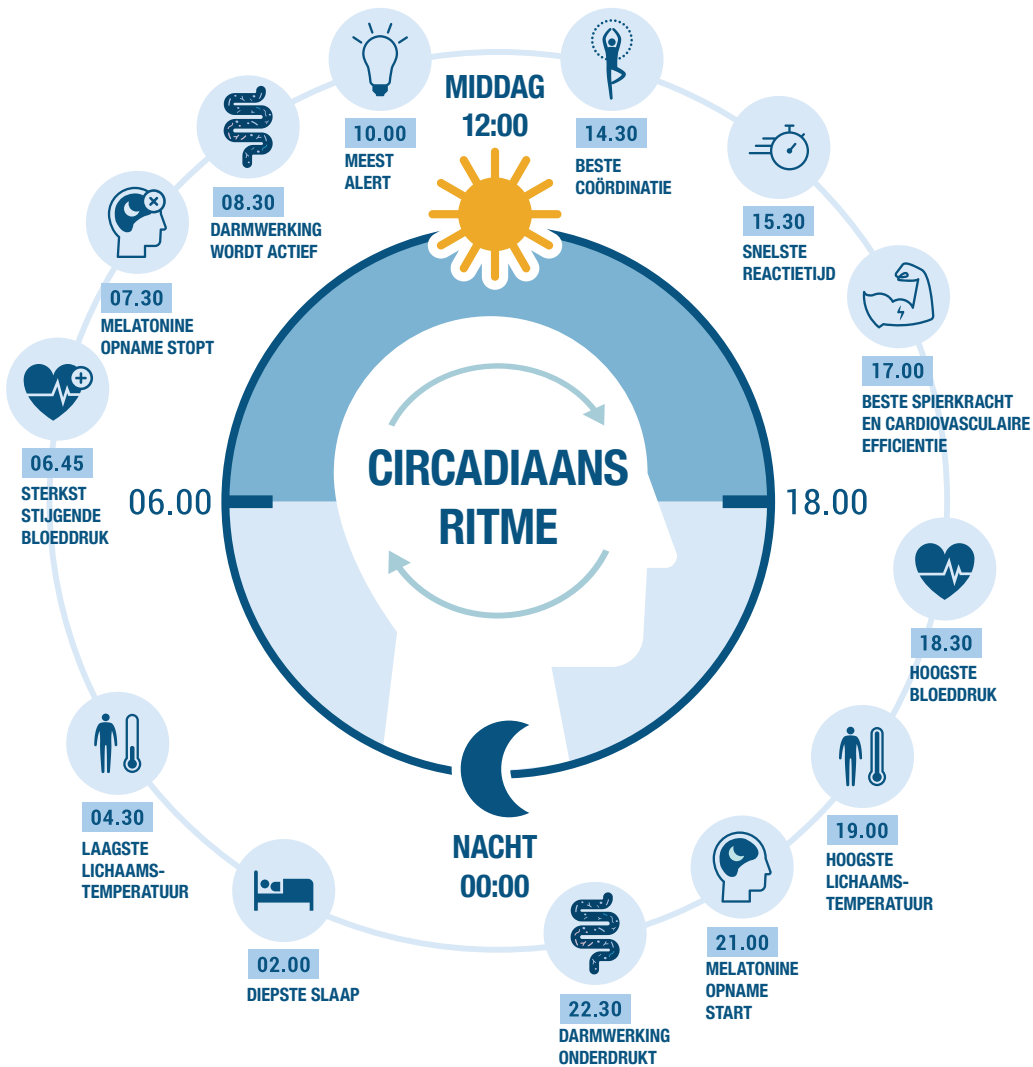 MIDDAG
12:00
10.00
MEEST
ALERT
14.30
BESTE
COÖRDINATIE
15.30
SNELSTE
REACTIETIJD
17.00
BESTE SPIERKRACHT
EN CARDIOVASCULAIRE
EFFICIENTIE
18.00
18.30
HOOGSTE
BLOEDDRUK
19.00
HOOGSTE
LICHAAMS-
TEMPERATUUR
21.00
MELATONINE
OPNAME
START
22.30
DARMWERKING
ONDERDRUKT
NACHT
00:00
02.00
DIEPSTE SLAAP
04.30
LAAGSTE
LICHAAMS-
TEMPERATUUR
06.00
06.45
STERKST
STIJGENDE
BLOEDDRUK
07.30
MELATONINE
OPNAME STOPT
08.30
DARMWERKING
WORDT ACTIEF
CIRCADIAANS
RITME